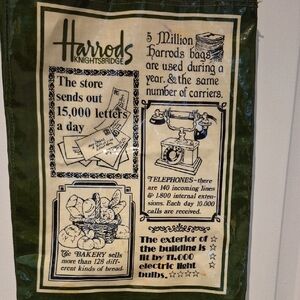 Harrods
KNIGHTSBRIDGE
The store
sends out
15,000 letters
a day
5 Million
Harrods bags
are used during a
year. & the same
number of carriers.
TELEPHONES — there
are 140 incoming lines
& 1800 internal exten-
sions. Each day 10.000
calls are received.
The BAKERY sells
more than 128 diff-
erent kinds of bread.
The exterior of
the building is
lit by 11,000
electric light
bulbs.